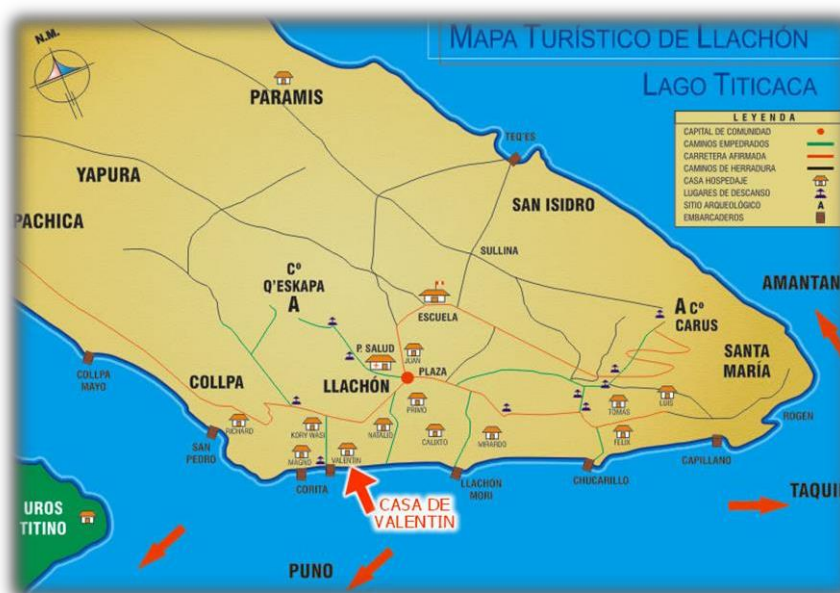 MAPA TURÍSTICO DE LLACHÓN
LAGO TITICACA
N.M.
LEYENDA
CAPITAL DE COMUNIDAD
CAMINOS EMPEDRADOS
CARRETERA AFIRMADA
CAMINOS DE HERRADURA
CASA HOSPEDAJE
LUGARES DE DESCANSO
SITIO ARQUEOLÓGICO A
EMBARCADEROS
PARAMIS
TEQ'ES
YAPURA
SAN ISIDRO
PACHICA
SULLINA
AMANTAN
Cº
Q'ESKAPA
A
ESCUELA
A Cº
CARUS
SANTA
MARÍA
P. SALUD
JUAN
PLAZA
COLLPA
MAYO
COLLPA
LLACHÓN
PRIMO
TOMAS
LUIS
ROGEN
RICHARD
KORY WASI
NATALIO
CALIXTO
MIRARDO
FELIX
SAN
PEDRO
MAGNO
VALENTIN
CAPILLANO
CORITA
LLACHON
MORI
CHUCARILLO
TAQUI
UROS
TITINO
CASA DE
VALENTIN
PUNO